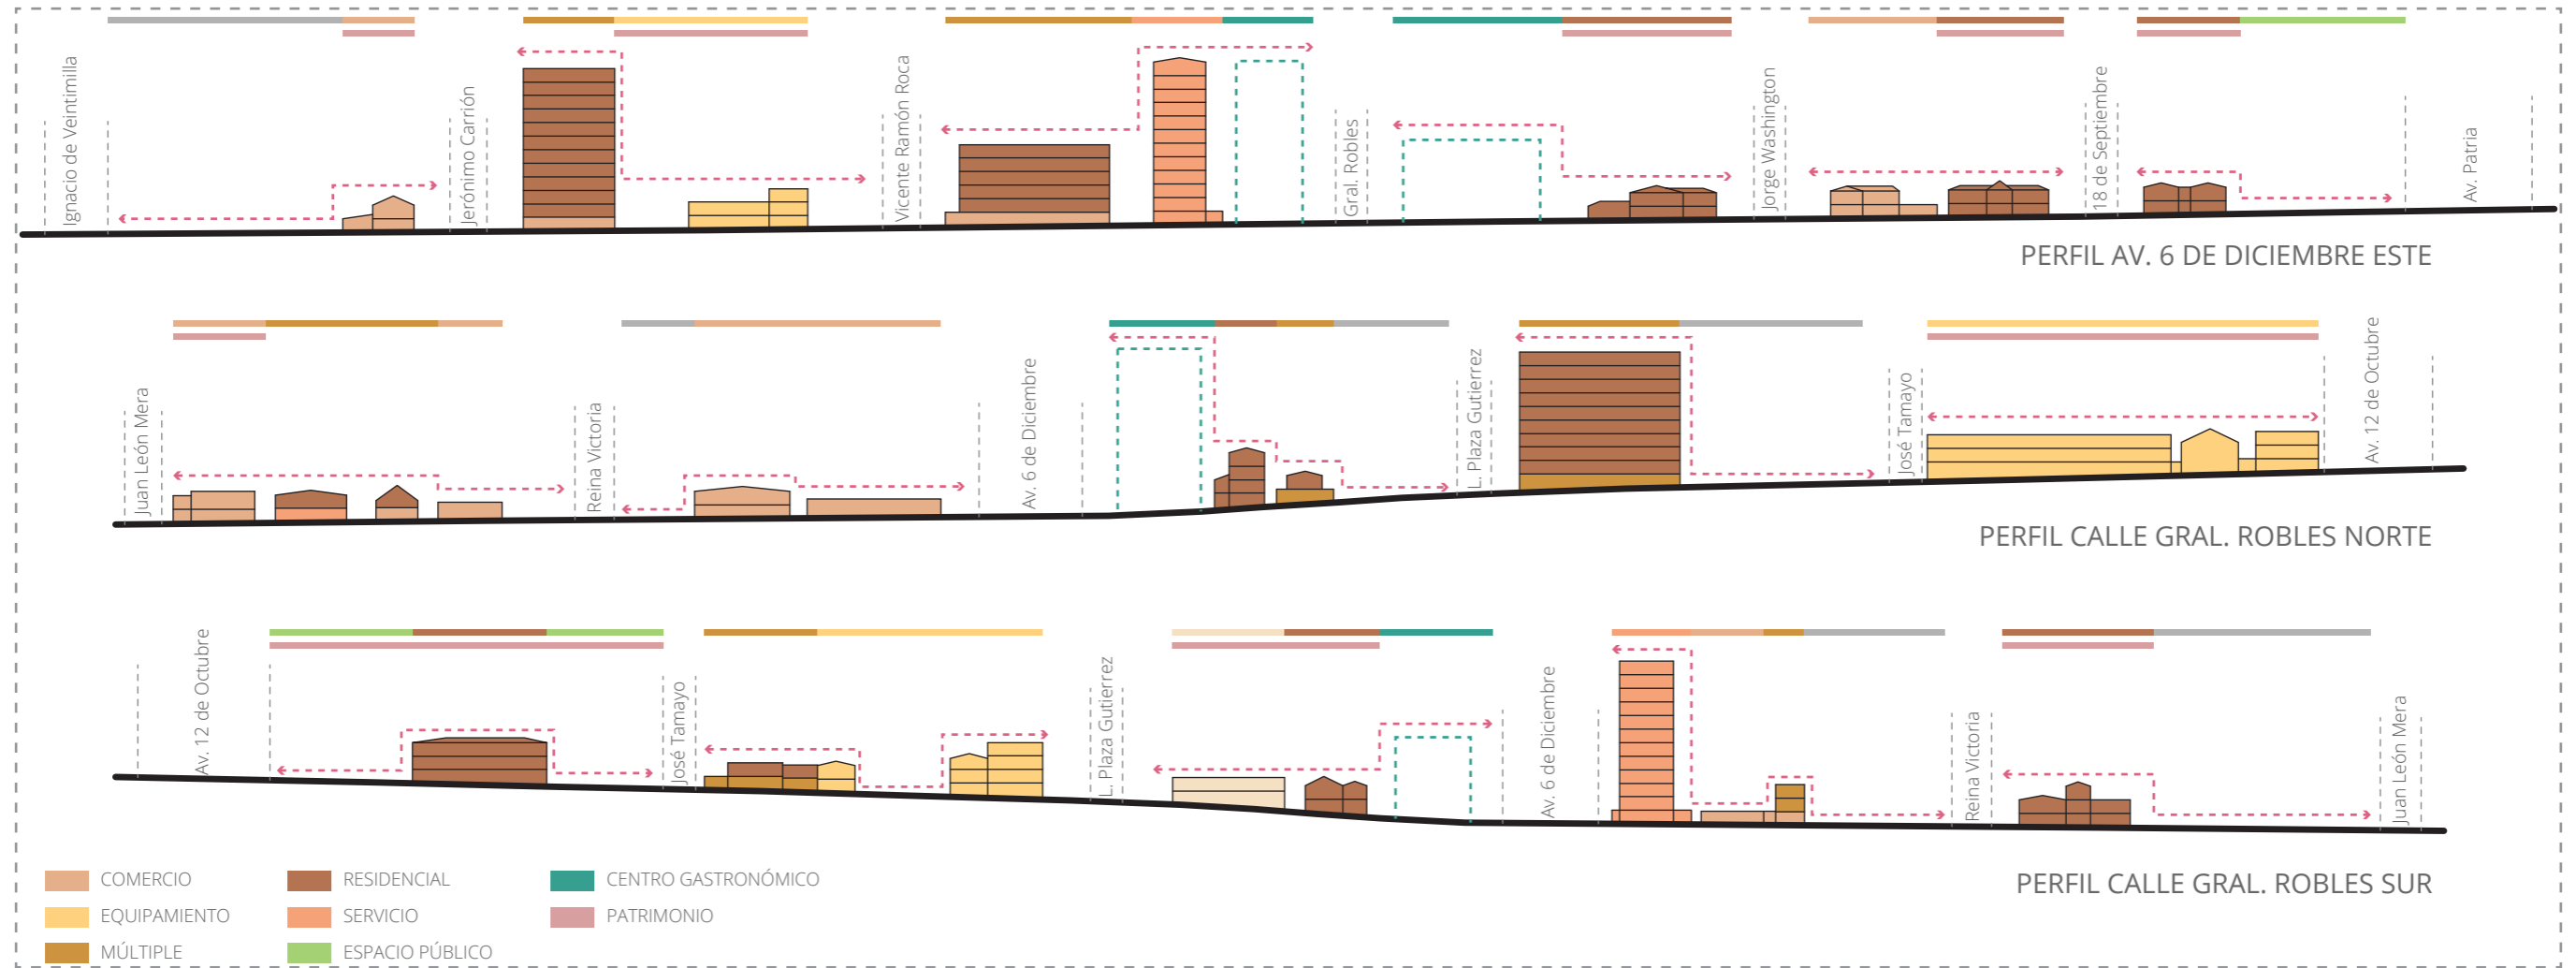 Ignacio de Veintimilla
Jerónimo Carrión
Vicente Ramón Roca
Gral. Robles
Jorge Washington
18 de Septiembre
Av. Patria
PERFIL AV. 6 DE DICIEMBRE ESTE
Juan León Mera
Reina Victoria
Av. 6 de Diciembre
L. Plaza Gutierrez
José Tamayo
Av. 12 de Octubre
PERFIL CALLE GRAL. ROBLES NORTE
Av. 12 de Octubre
José Tamayo
L. Plaza Gutierrez
Av. 6 de Diciembre
Reina Victoria
Juan León Mera
PERFIL CALLE GRAL. ROBLES SUR
COMERCIO
EQUIPAMIENTO
MÚLTIPLE
RESIDENCIAL
SERVICIO
ESPACIO PÚBLICO
CENTRO GASTRONÓMICO
PATRIMONIO